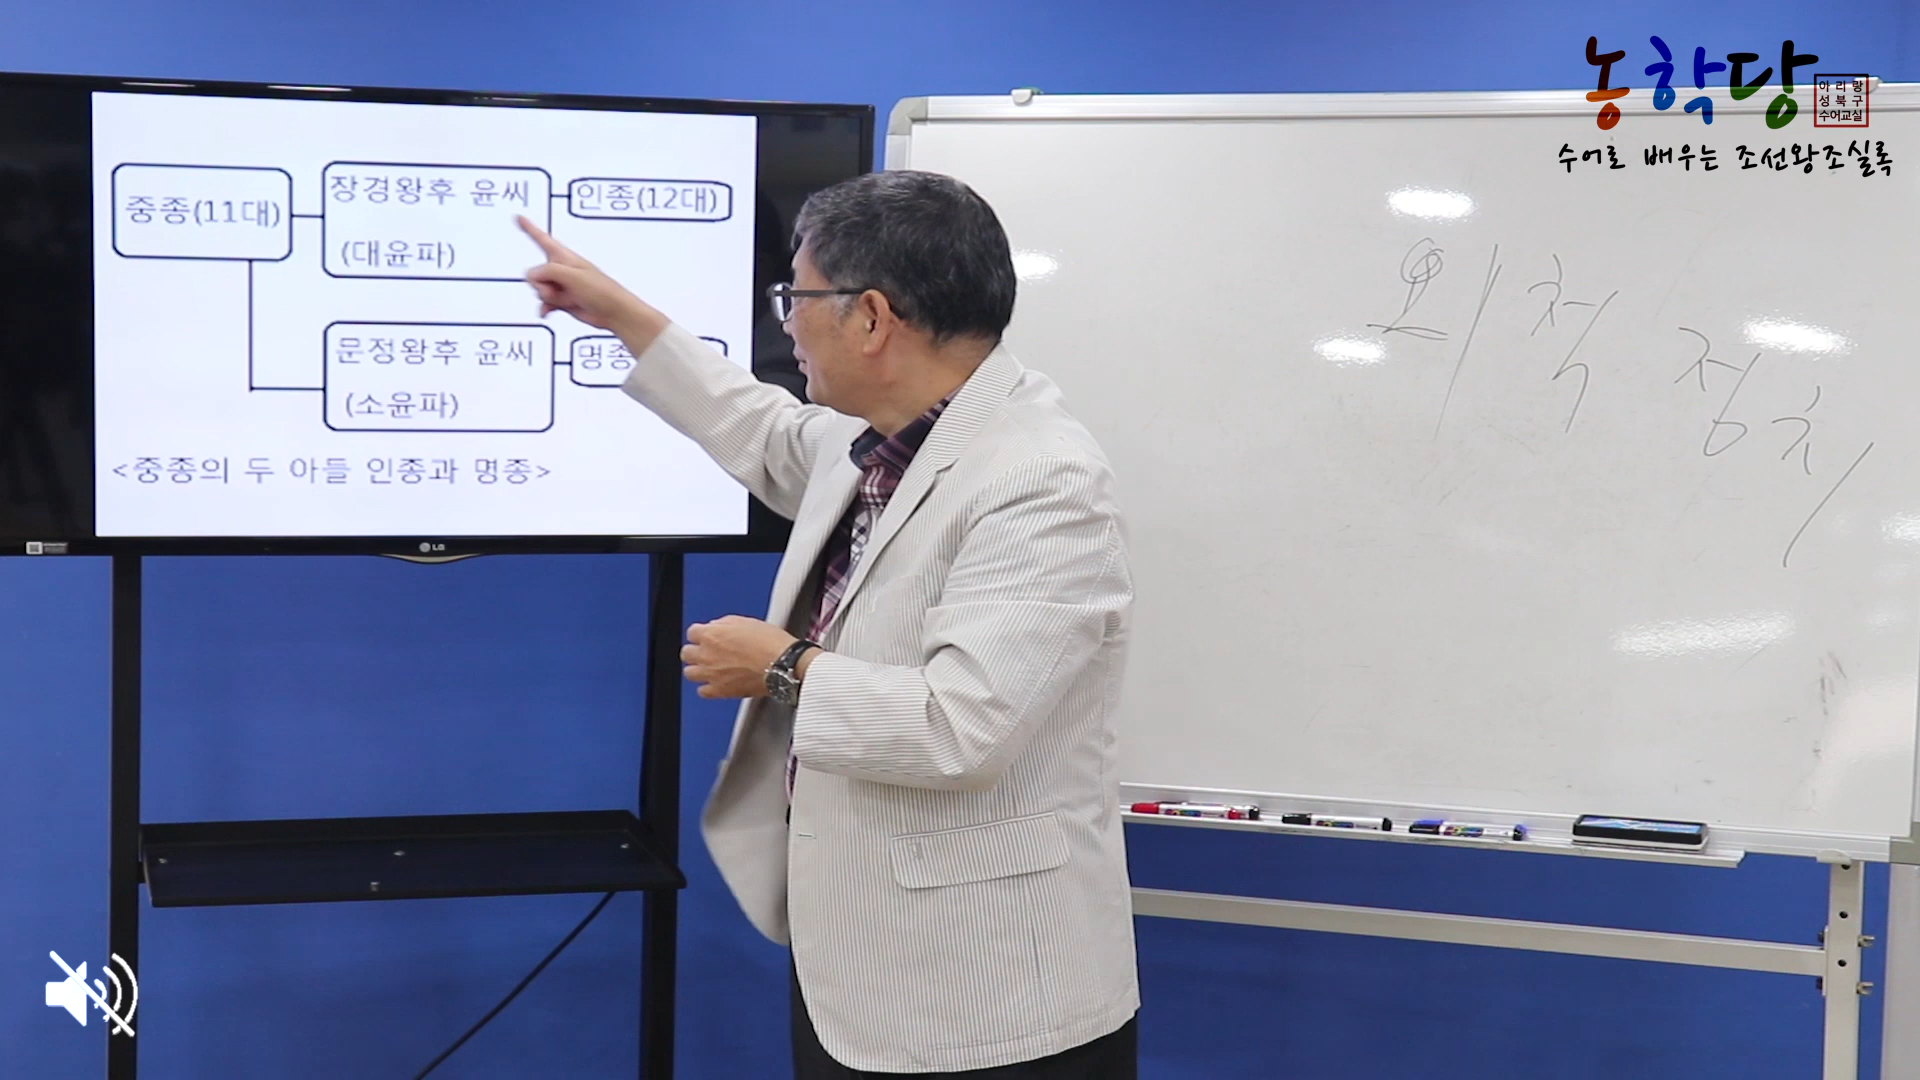 중종(11대)
장경왕후 윤씨
(대윤파)
인종(12대)
문정왕후 윤씨
(소윤파)
명종
<중종의 두 아들 인종과 명종>
LG
외척 정치
농학당
아리랑
성북구
수어교실
수어로 배우는 조선왕조실록